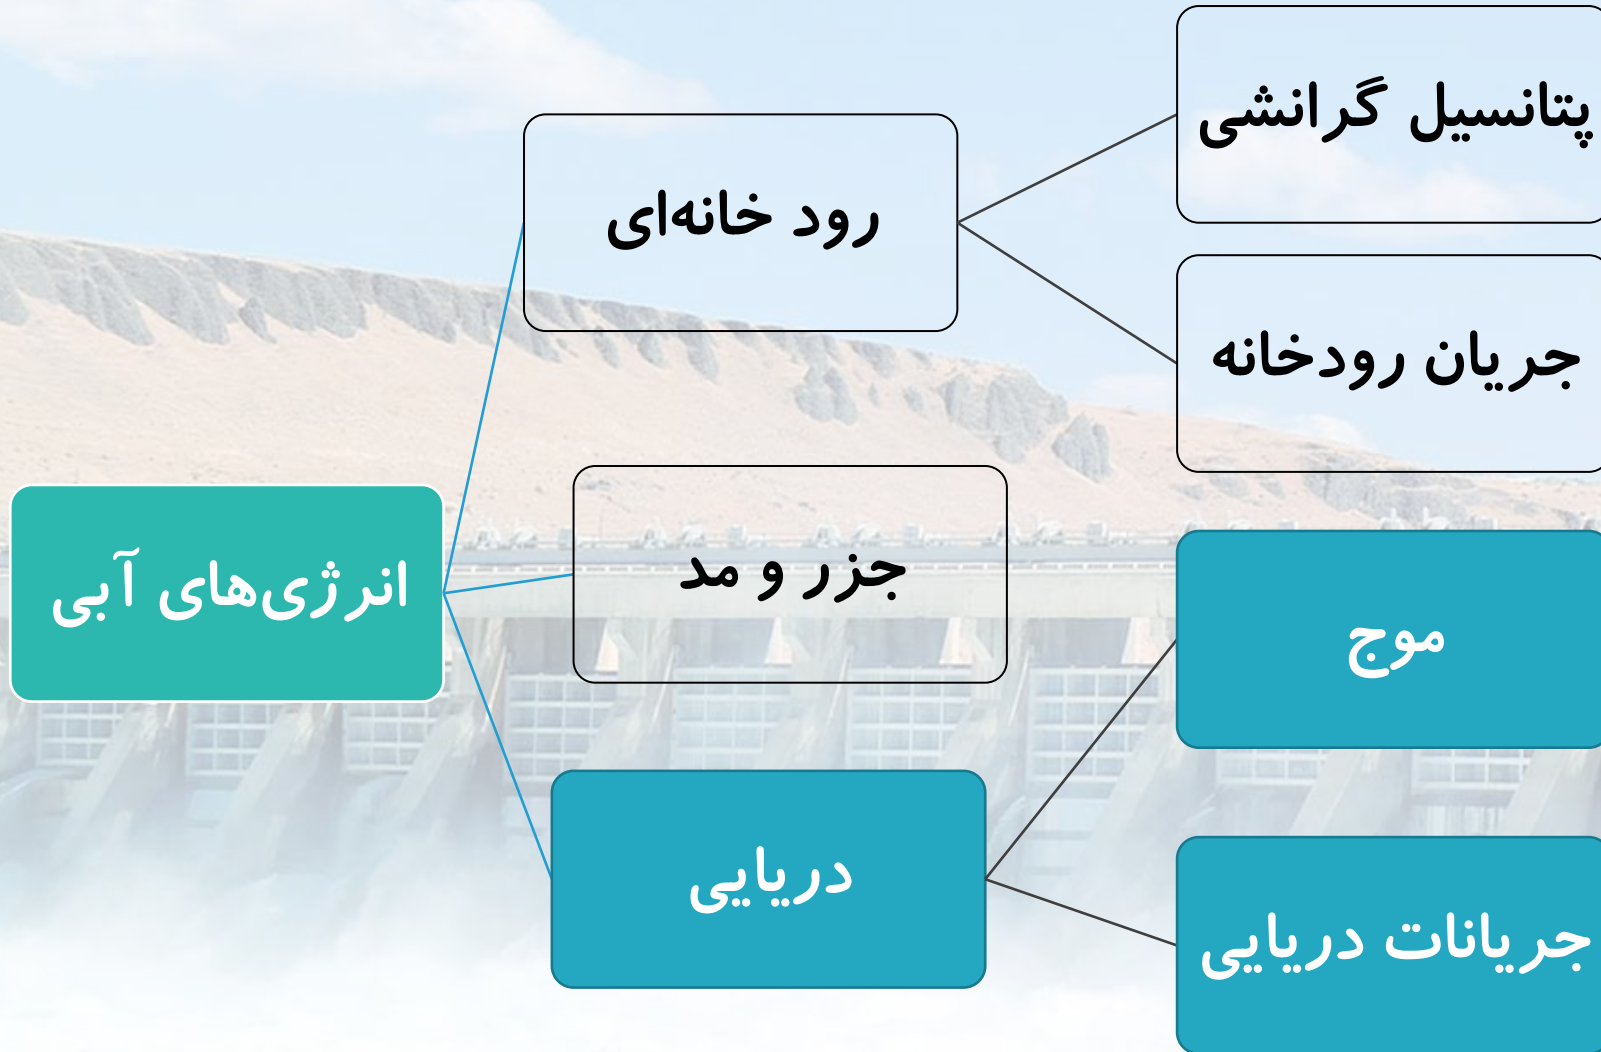 انرژی‌های آبی
رود خانه‌ای
پتانسیل گرانشی
جریان رودخانه
جزر و مد
دریایی
موج
جریانات دریایی